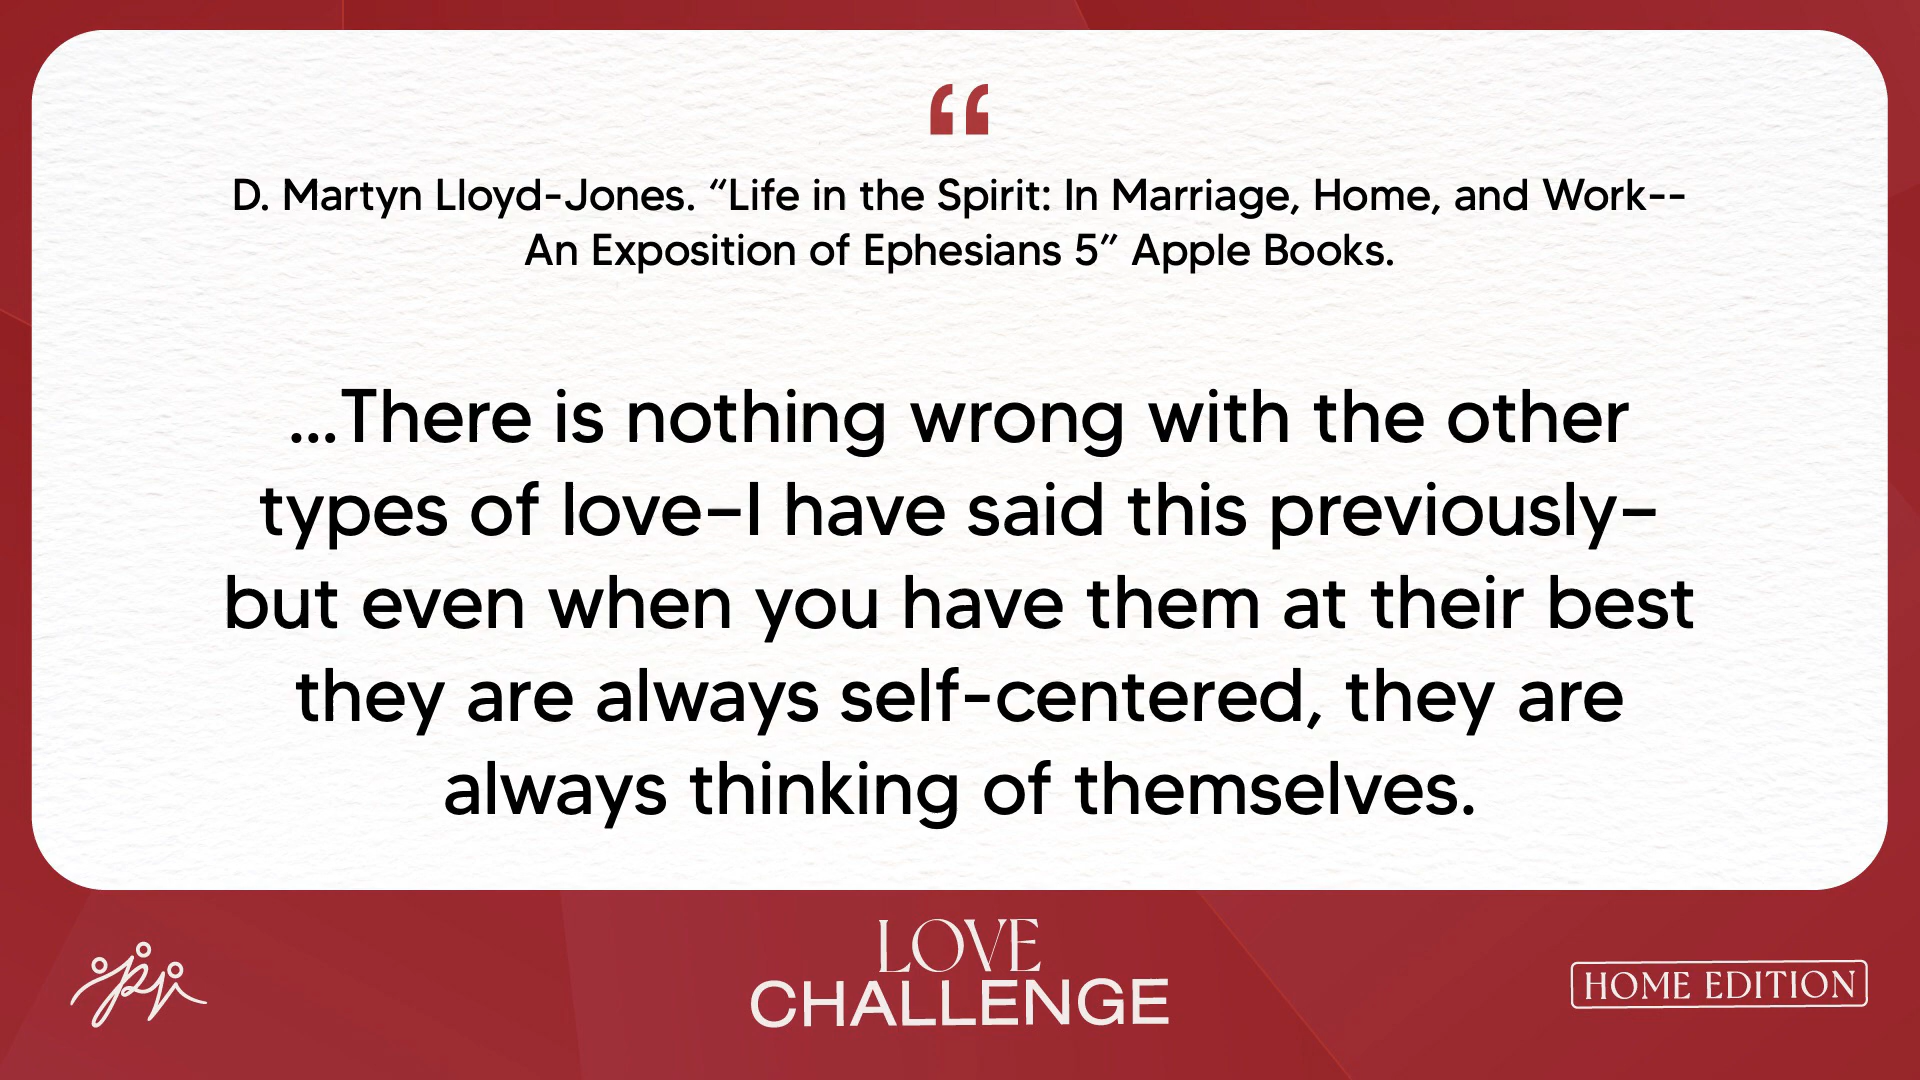 “
D. Martyn Lloyd-Jones. “Life in the Spirit: In Marriage, Home, and Work--
An Exposition of Ephesians 5” Apple Books.
...There is nothing wrong with the other
types of love–I have said this previously–
but even when you have them at their best
they are always self-centered, they are
always thinking of themselves.
LOVE
CHALLENGE
HOME EDITION